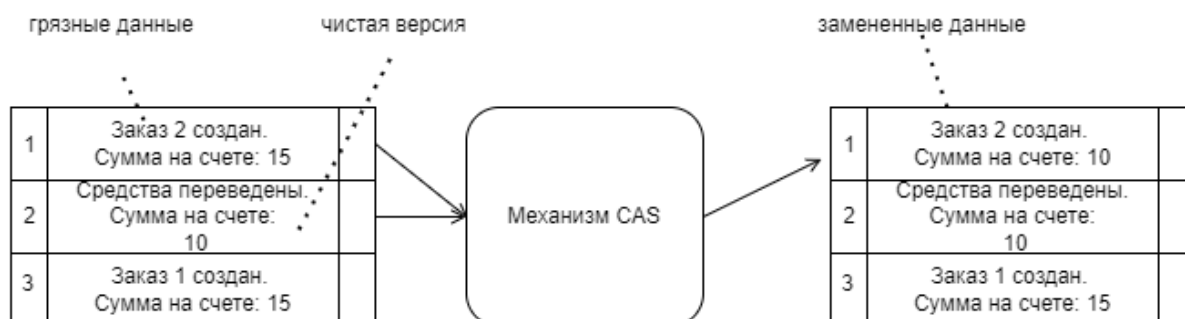 грязные данные
чистая версия
замененные данные
1
Заказ 2 создан.
Сумма на счете: 15
2
Средства переведены.
Сумма на счете:
10
3
Заказ 1 создан.
Сумма на счете: 15
Механизм CAS
1
Заказ 2 создан.
Сумма на счете: 10
2
Средства переведены.
Сумма на счете:
10
3
Заказ 1 создан.
Сумма на счете: 15